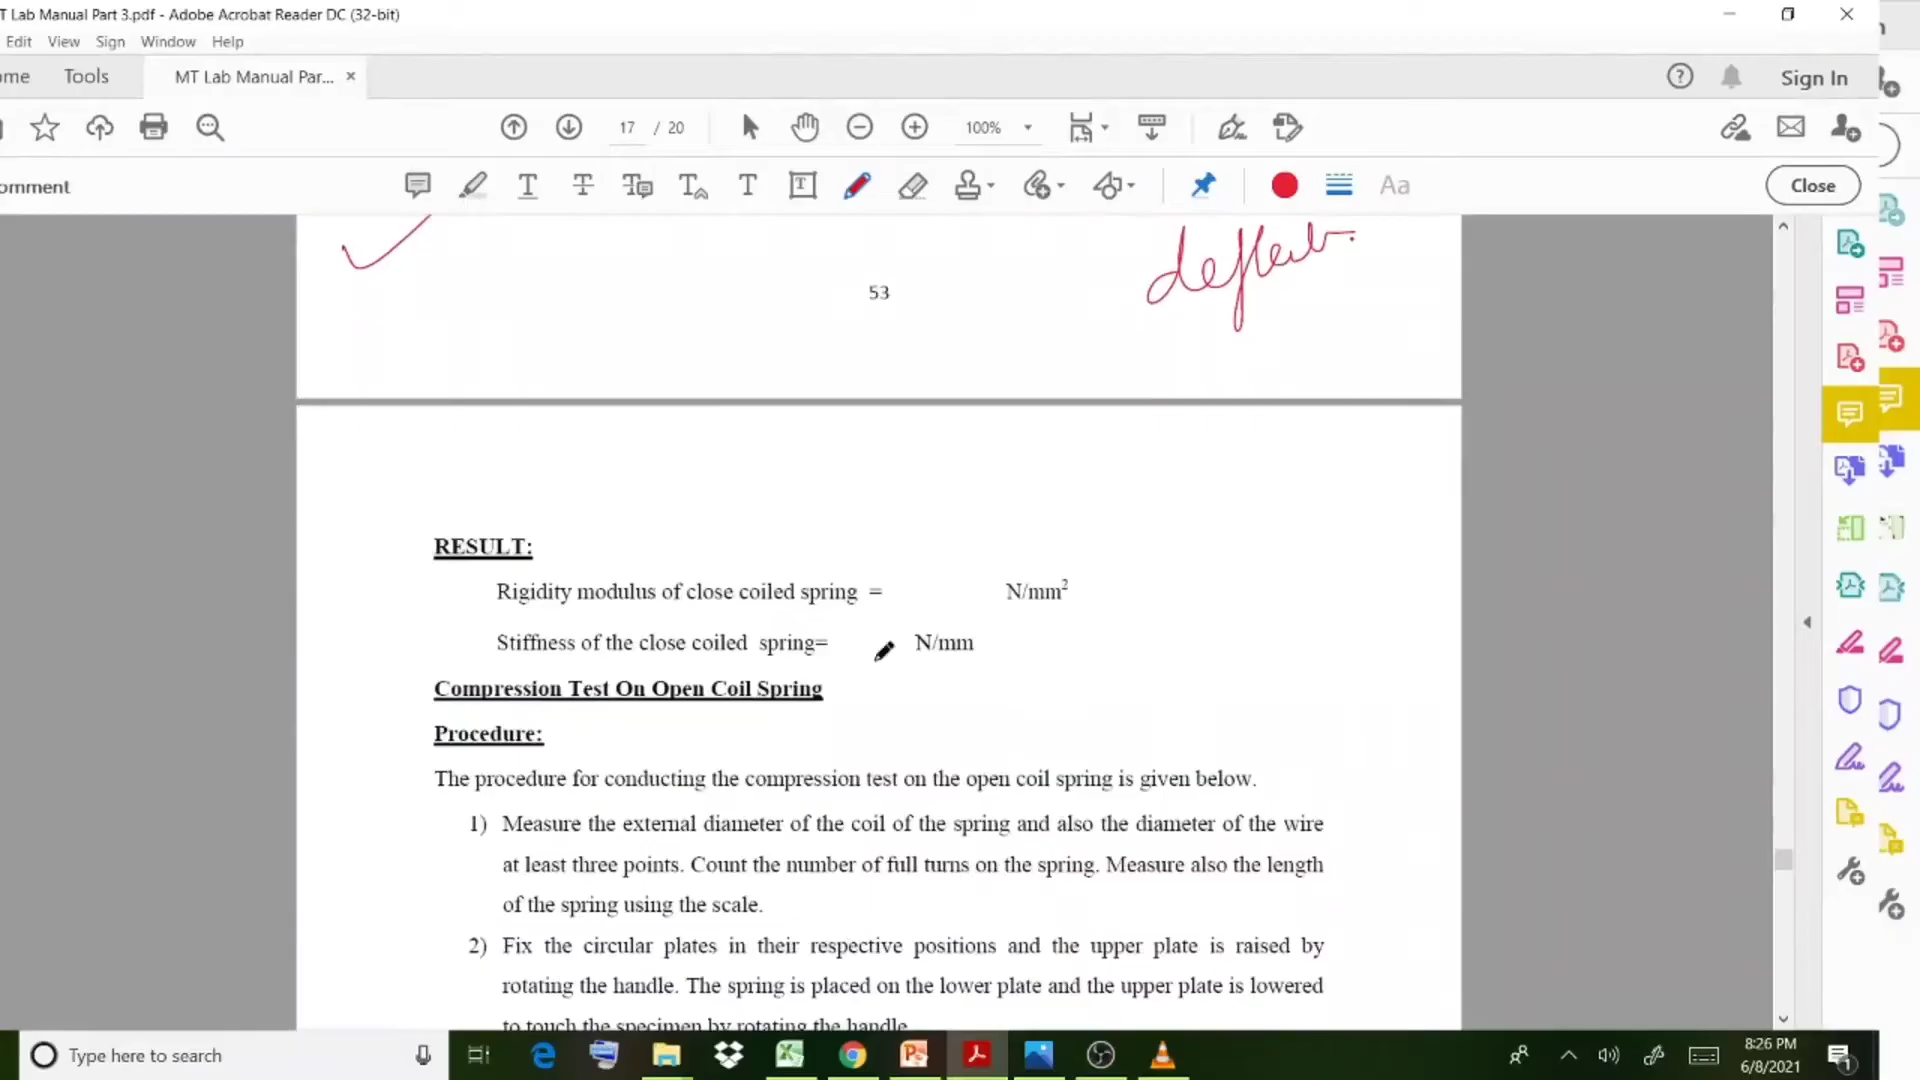 T Lab Manual Part 3.pdf - Adobe Acrobat Reader DC (32-bit)
Edit View Sign Window Help
ome Tools MT Lab Manual Par... × Sign In
17 / 20 100%
omment Aa Close
53
RESULT:
Rigidity modulus of close coiled spring = N/mm²
Stiffness of the close coiled spring= N/mm
Compression Test On Open Coil Spring
Procedure:
The procedure for conducting the compression test on the open coil spring is given below.
1) Measure the external diameter of the coil of the spring and also the diameter of the wire
at least three points. Count the number of full turns on the spring. Measure also the length
of the spring using the scale.
2) Fix the circular plates in their respective positions and the upper plate is raised by
rotating the handle. The spring is placed on the lower plate and the upper plate is lowered
to touch the specimen by rotating the handle
Type here to search
8:26 PM
6/8/2021